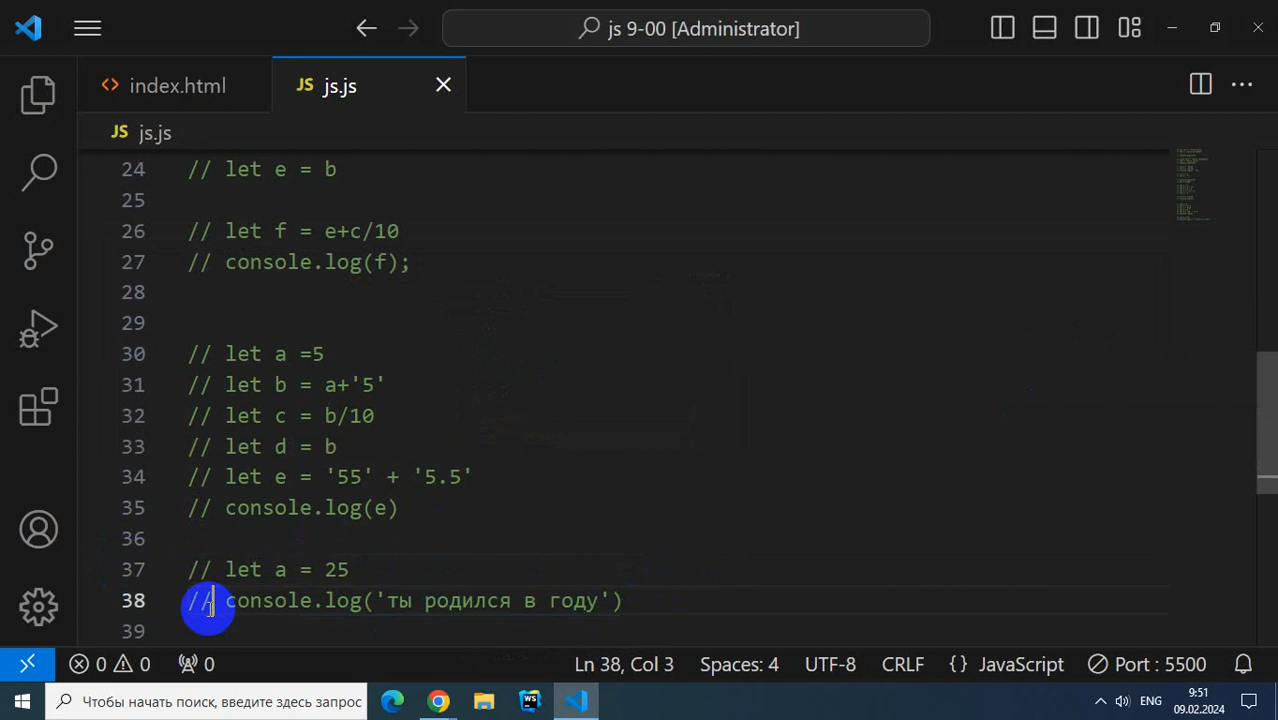 js 9-00 [Administrator]
index.html
JS js.js
JS js.js
24 // let e = b
25
26 // let f = e+c/10
27 // console.log(f);
28
29
30 // let a =5
31 // let b = a+'5'
32 // let c = b/10
33 // let d = b
34 // let e = '55' + '5.5'
35 // console.log(e)
36
37 // let a = 25
38 // console.log('ты родился в году')
39
0 0 0 Ln 38, Col 3 Spaces: 4 UTF-8 CRLF {} JavaScript Port : 5500
Чтобы начать поиск, введите здесь запрос
WS
ENG
9:51
09.02.2024